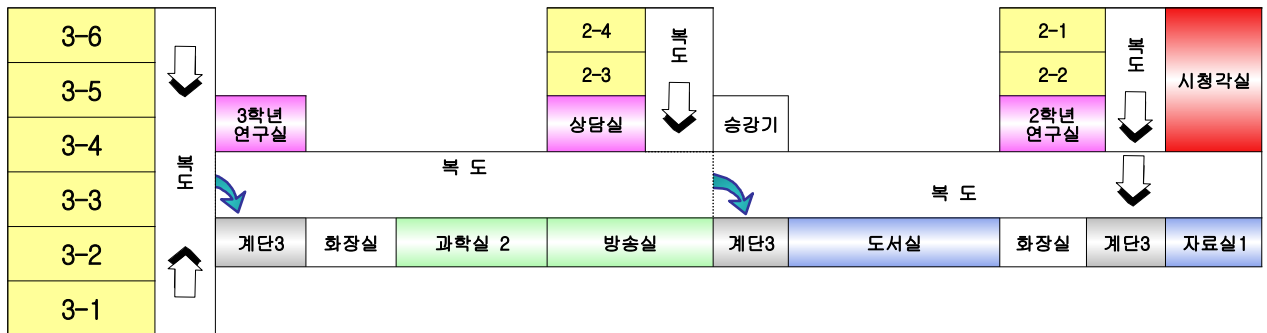 3-6
3-5
3-4
3-3
3-2
3-1
복
도
3학년
연구실
2-4
2-3
상담실
복
도
승강기
2-1
2-2
2학년
연구실
복
도
시청각실
복 도
복 도
계단3
화장실
과학실 2
방송실
계단3
도서실
화장실
계단3
자료실1